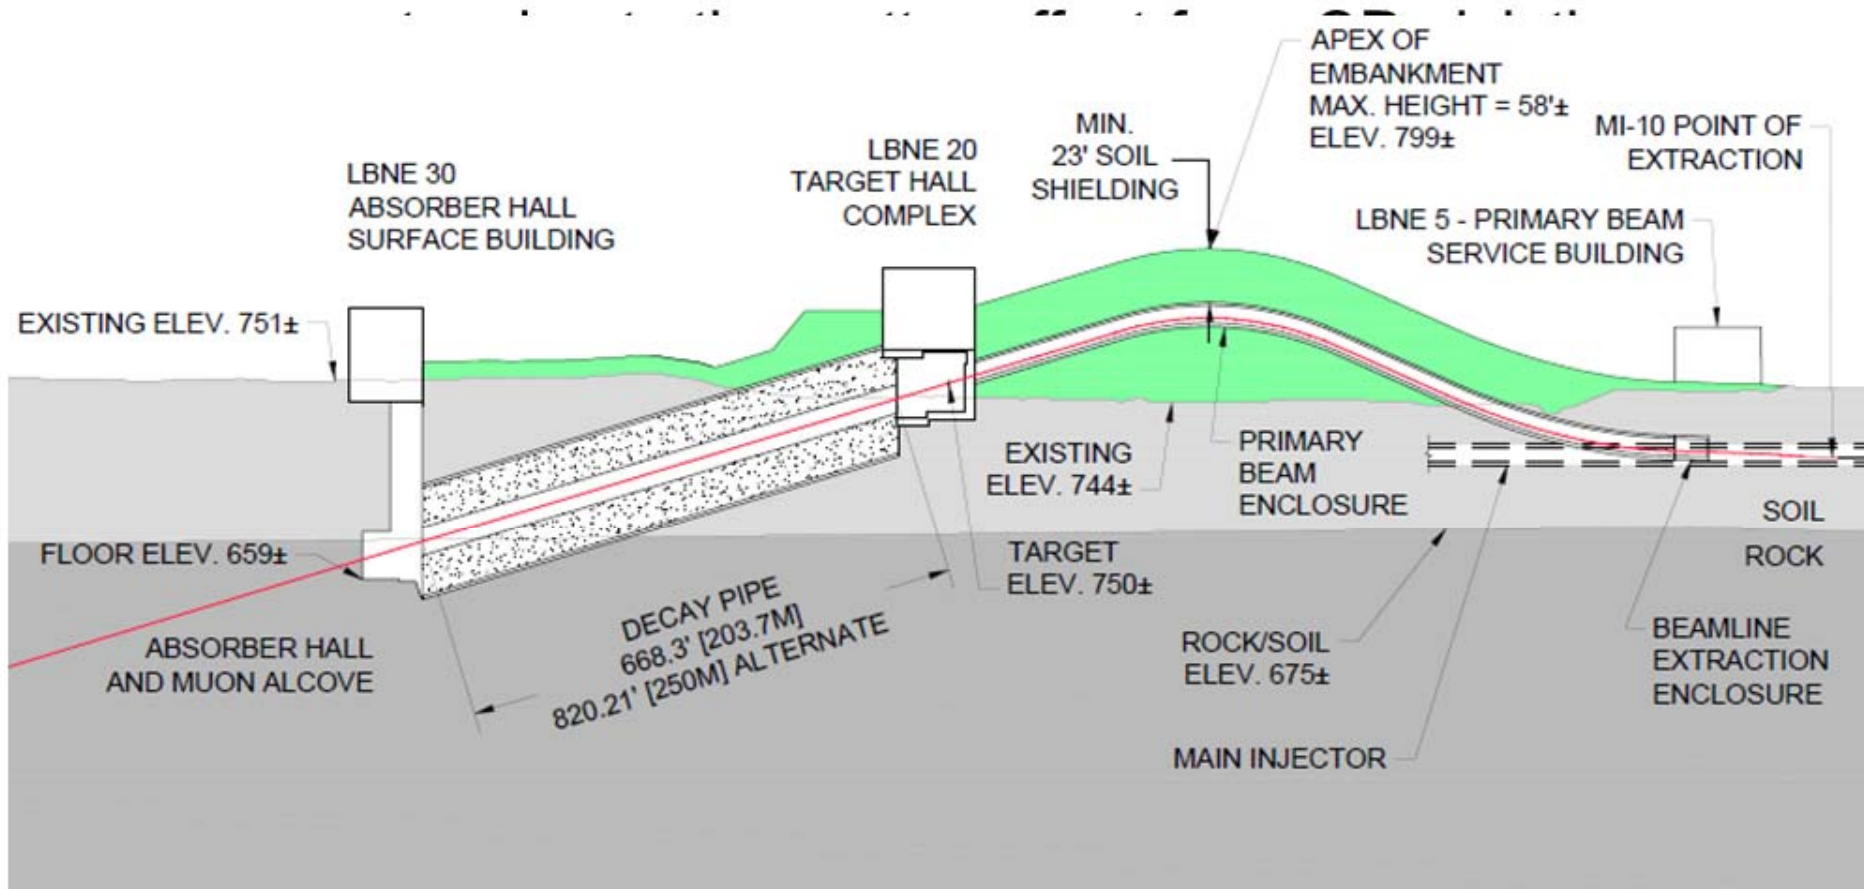 APEX OF
EMBANKMENT
MAX. HEIGHT = 58'±
ELEV. 799±
MIN.
23' SOIL
SHIELDING
MI-10 POINT OF
EXTRACTION
LBNE 20
TARGET HALL
COMPLEX
LBNE 30
ABSORBER HALL
SURFACE BUILDING
LBNE 5 - PRIMARY BEAM
SERVICE BUILDING
EXISTING ELEV. 751±
EXISTING
ELEV. 744±
PRIMARY
BEAM
ENCLOSURE
SOIL
ROCK
FLOOR ELEV. 659±
TARGET
ELEV. 750±
DECAY PIPE
668.3' [203.7M]
820.21' [250M] ALTERNATE
ROCK/SOIL
ELEV. 675±
BEAMLINE
EXTRACTION
ENCLOSURE
ABSORBER HALL
AND MUON ALCOVE
MAIN INJECTOR